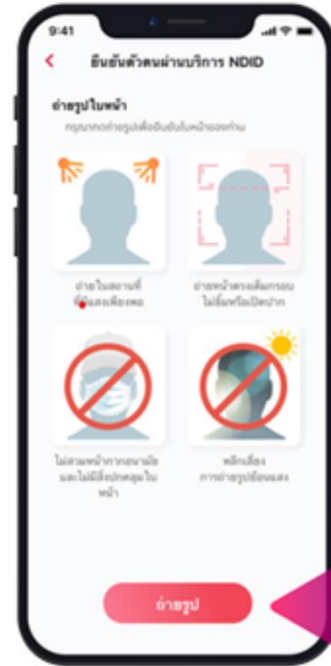 9:41
ยืนยันตัวตนผ่านบริการ NDID
ถ่ายรูปใบหน้า
กรุณากดถ่ายรูปเพื่อยืนยันใบหน้าของท่าน
ถ่ายในสถานที่
ที่มีแสงเพียงพอ
ถ่ายหน้าตรงเต็มกรอบ
ไม่ยิ้มหรือเปิดปาก
ไม่สวมหน้ากากอนามัย
และไม่มีสิ่งปกคลุมใบ
หน้า
หลีกเลี่ยง
การถ่ายรูปย้อนแสง
ถ่ายรูป